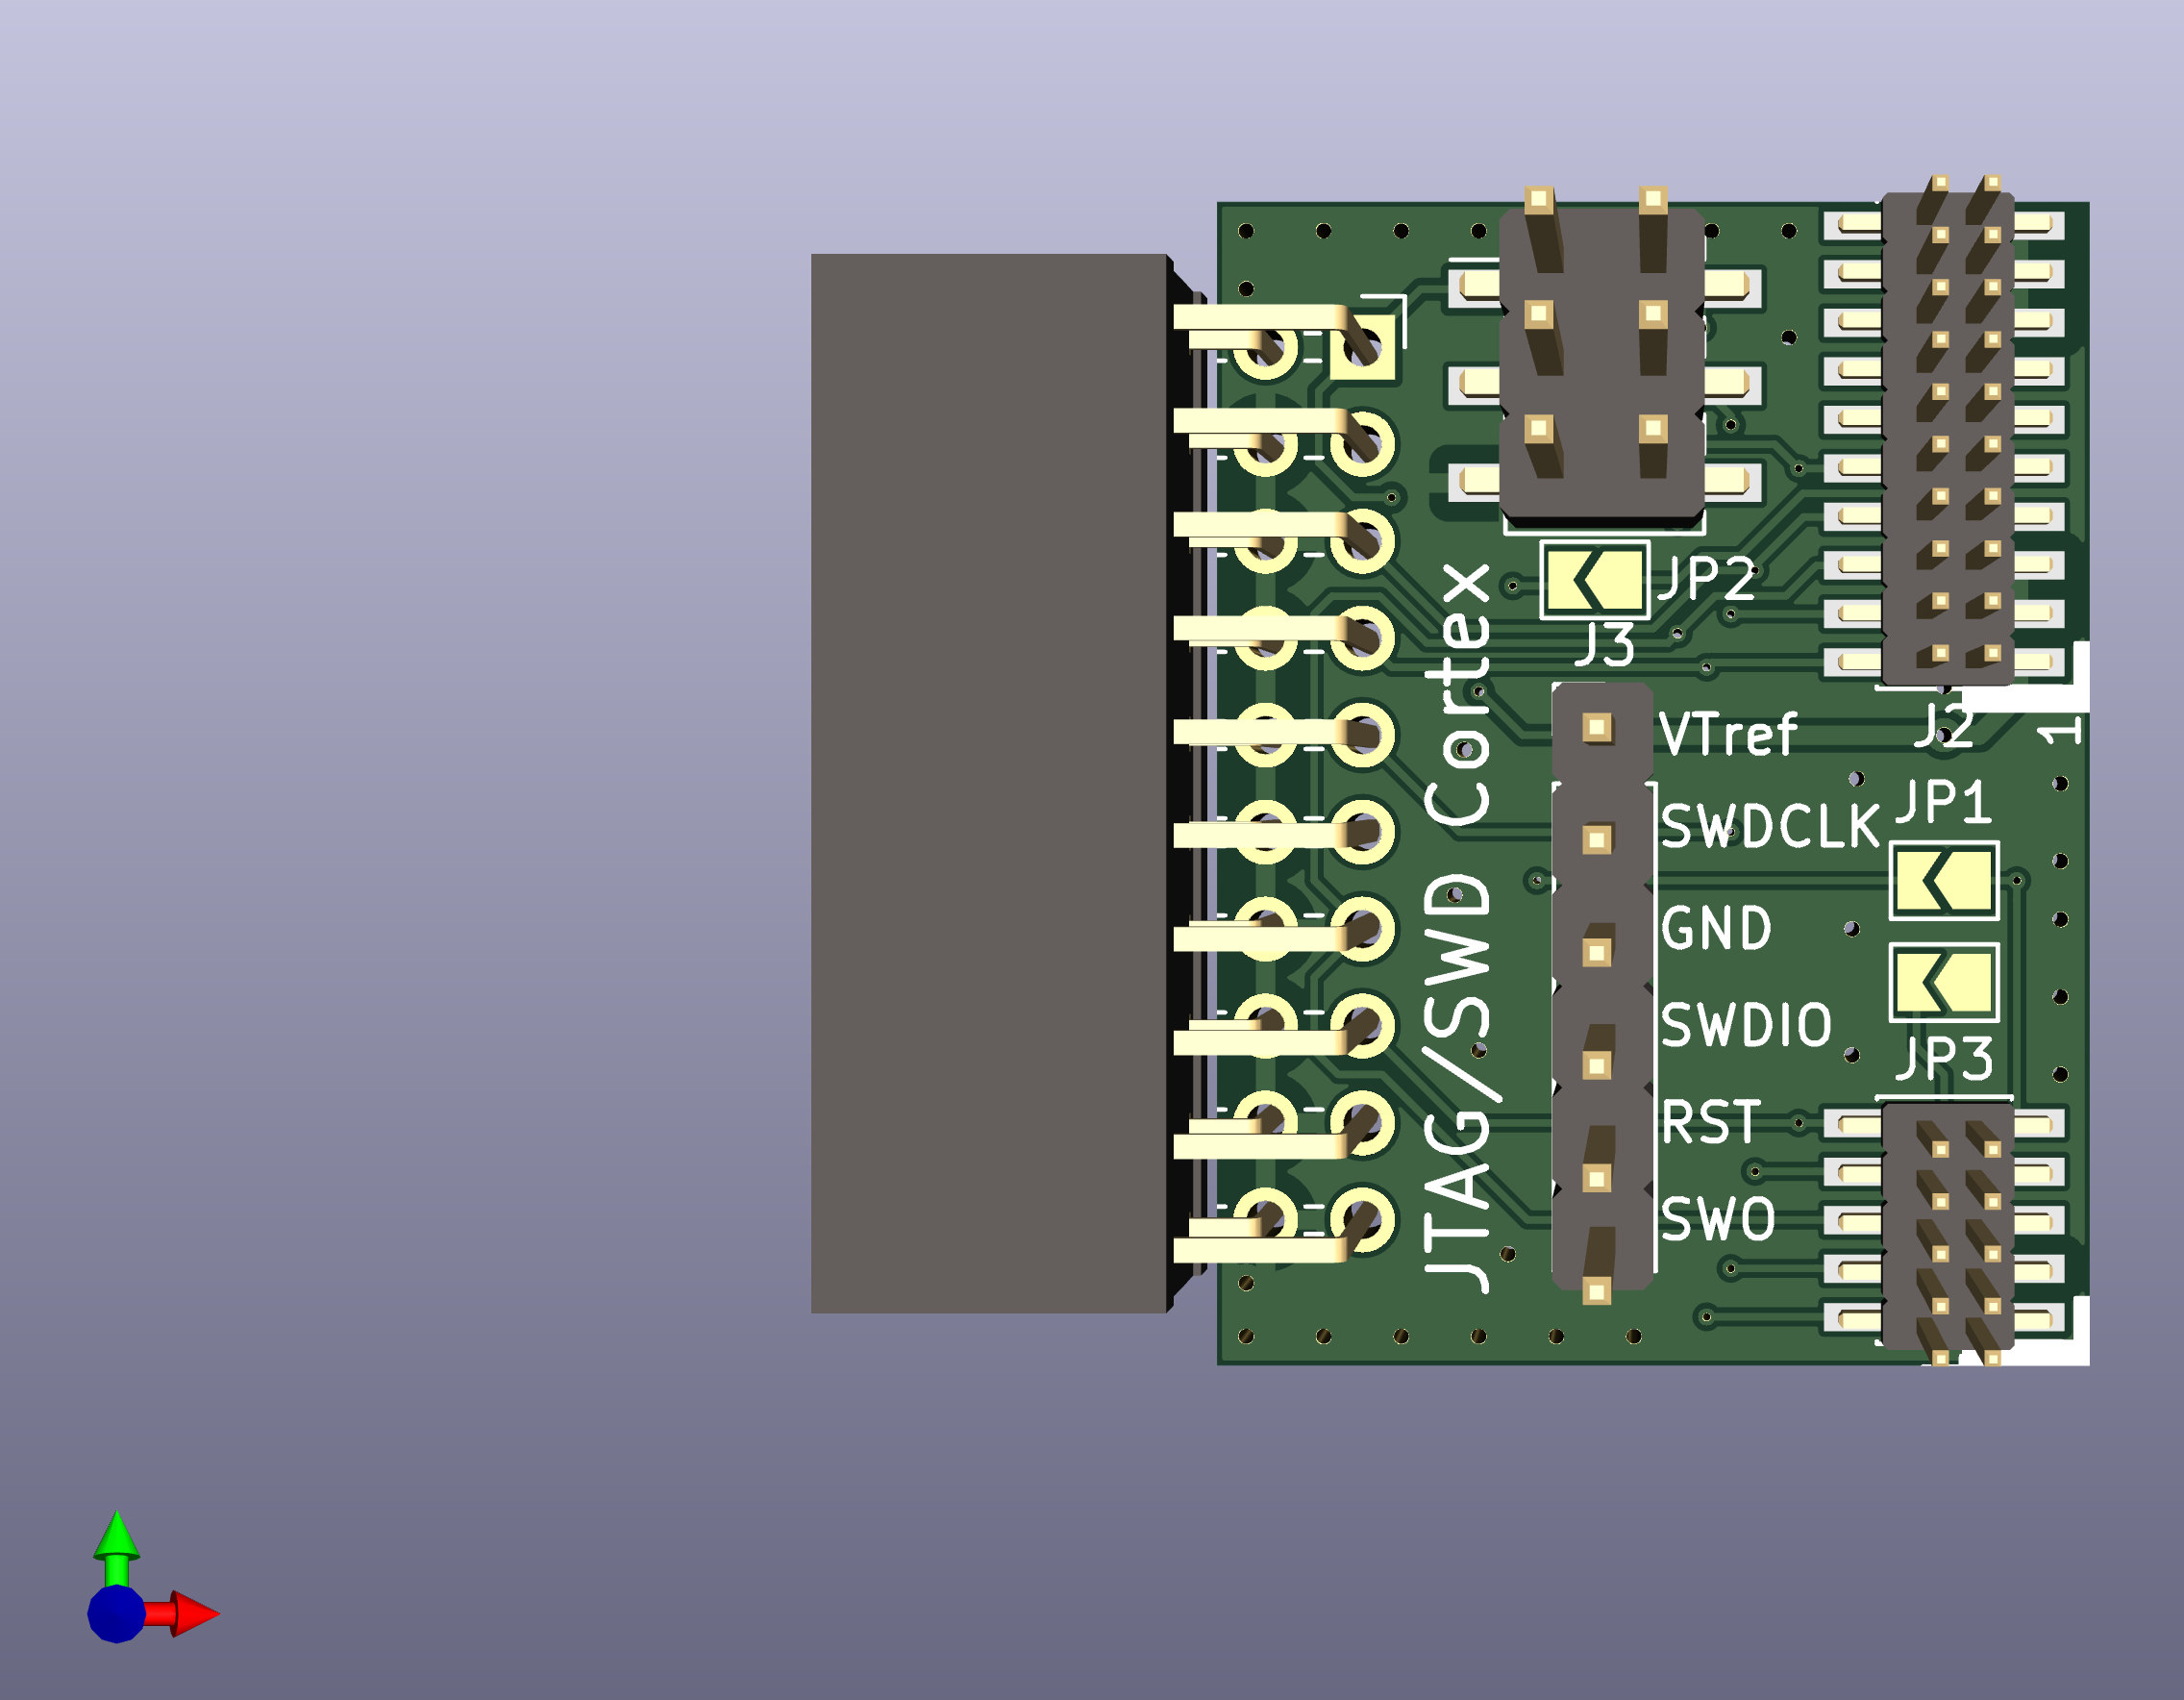 JP2
J3
JTAG/SWD Cortex
VTref
J2
1
JP1
SWDCLK
GND
SWDIO
JP3
RST
SWO